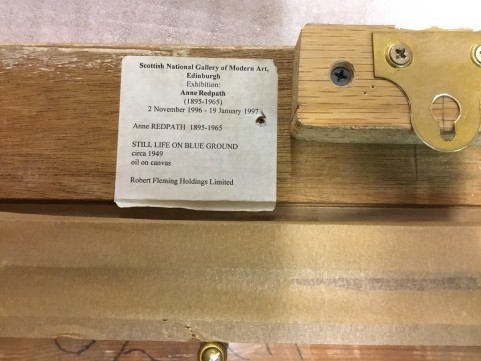 Scottish National Gallery of Modern Art,
Edinburgh
Exhibition:
Anne Redpath
(1895-1965)
2 November 1996 - 19 January 1997
Anne REDPATH 1895-1965
STILL LIFE ON BLUE GROUND
circa 1949
oil on canvas
Robert Fleming Holdings Limited